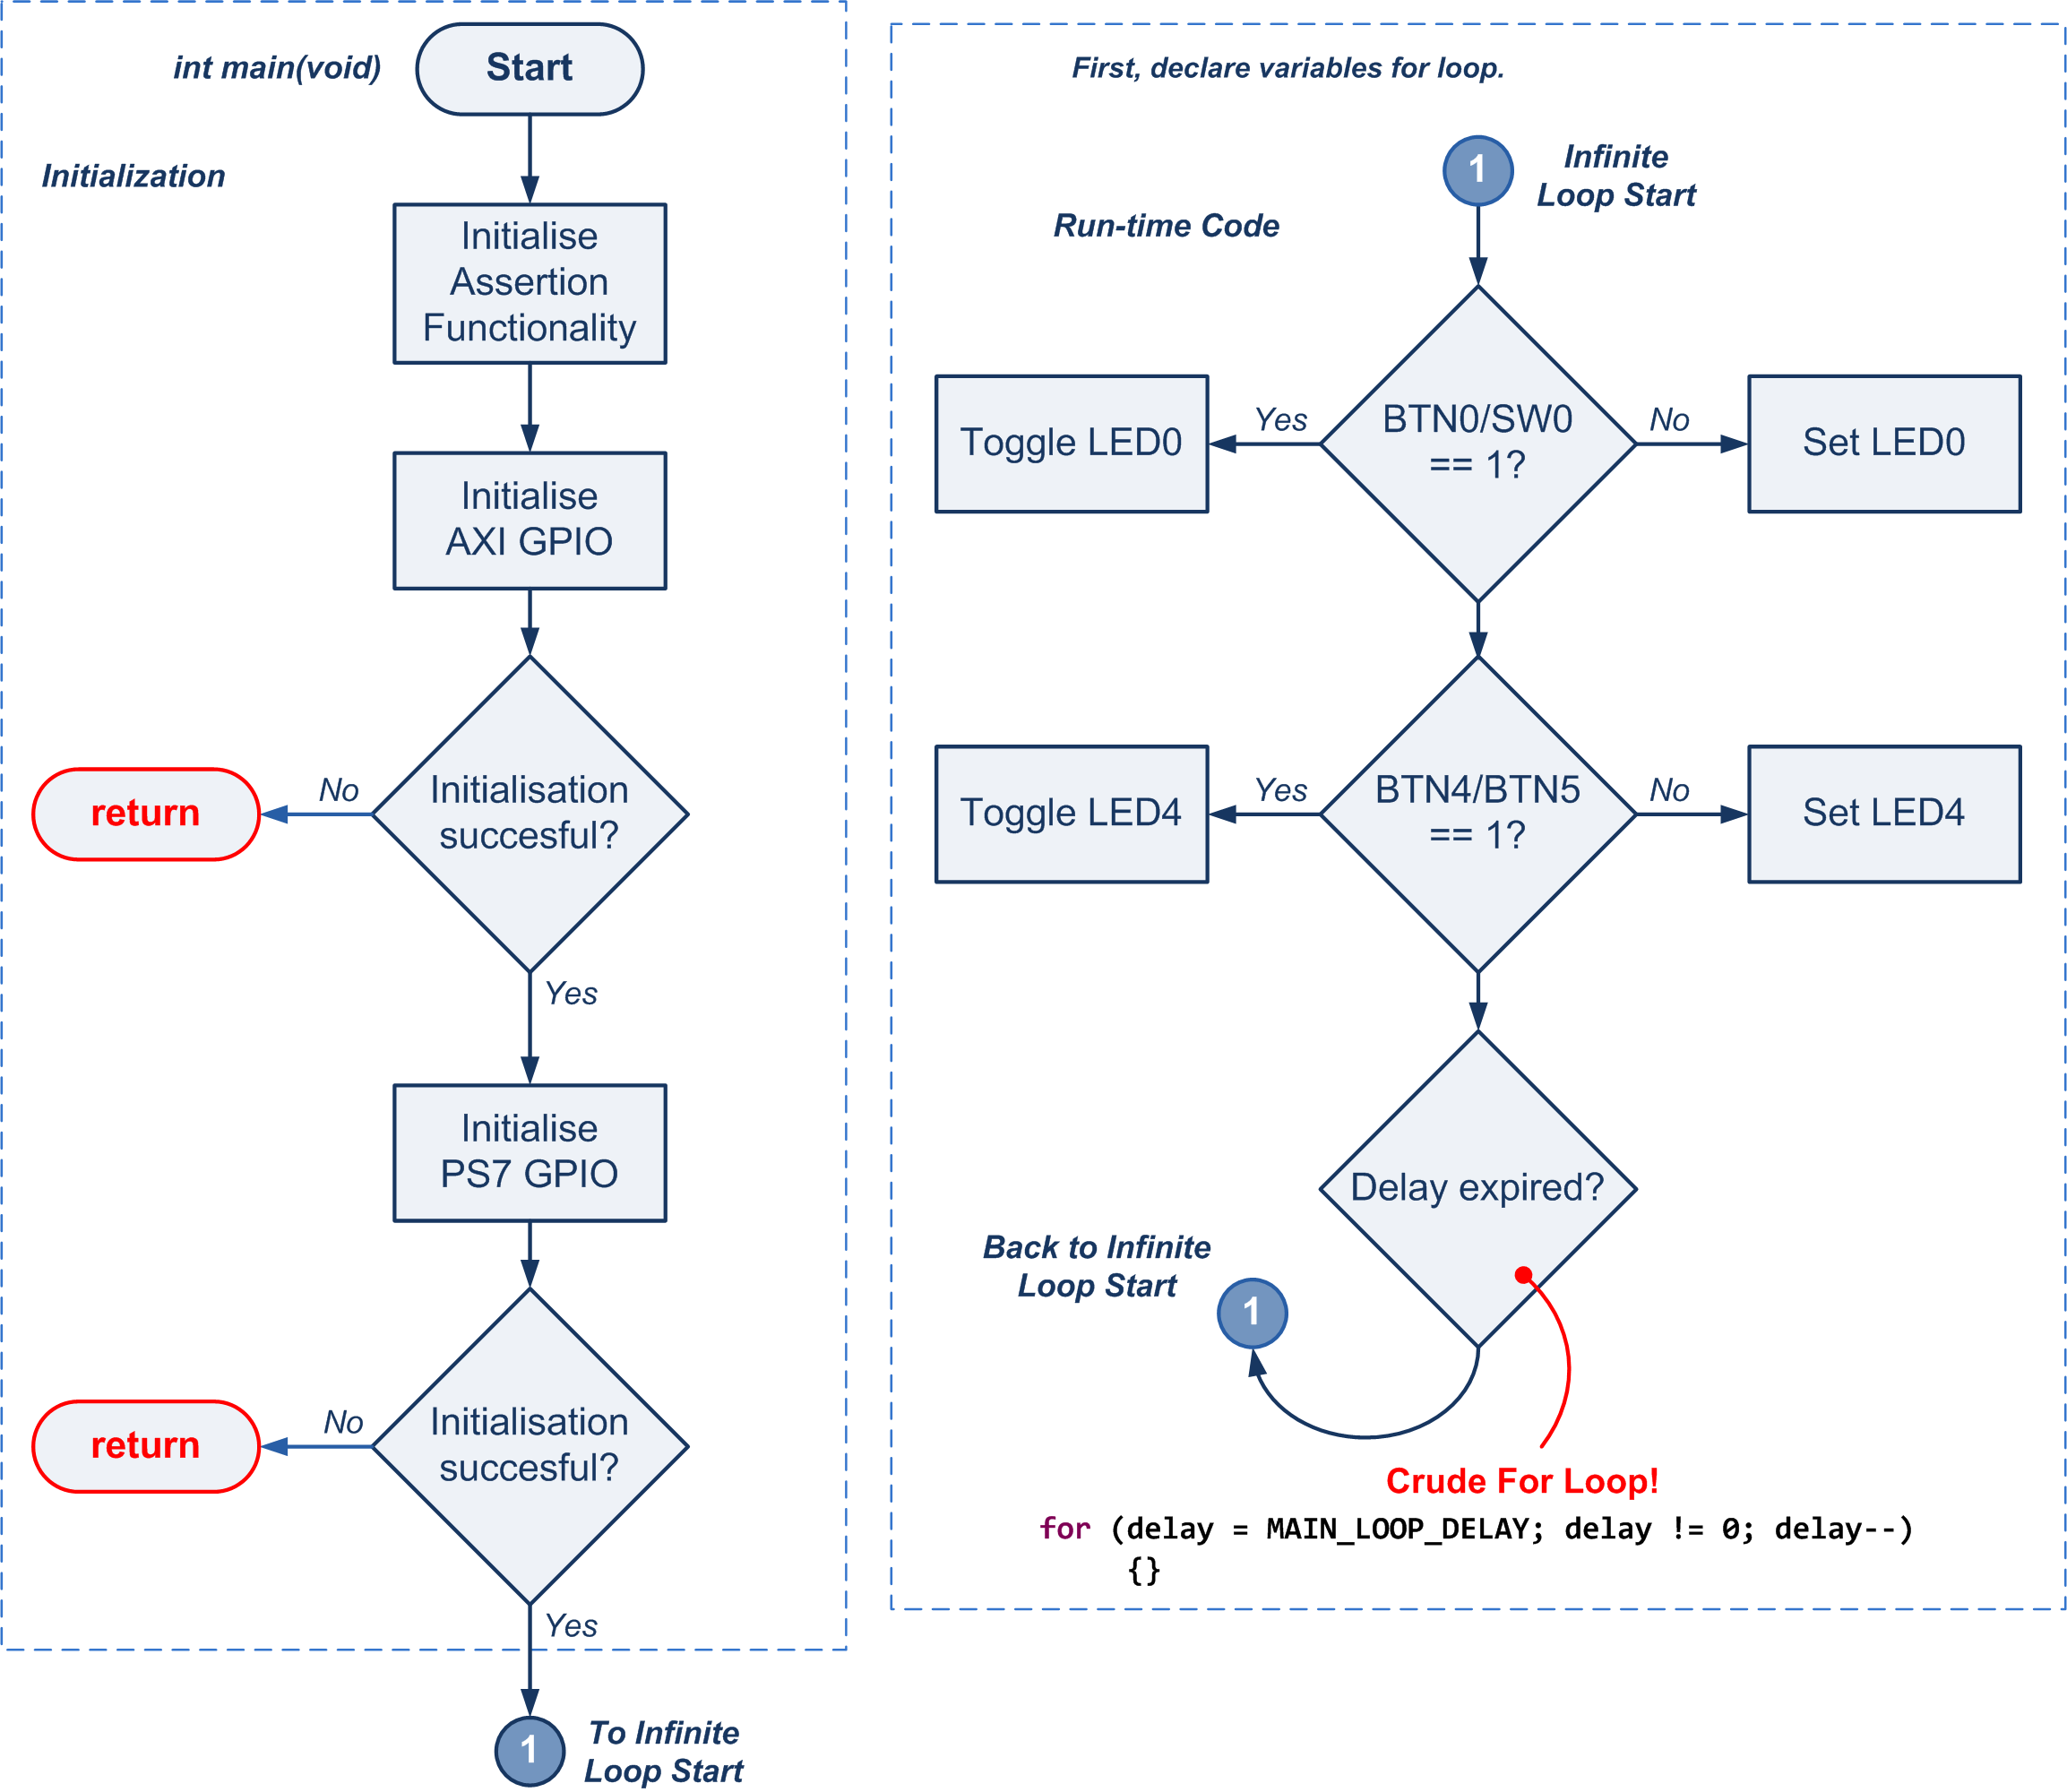 int main(void)
Start
Initialization
Initialise
Assertion
Functionality
Initialise
AXI GPIO
Initialisation
succesful?
No
return
Yes
Initialise
PS7 GPIO
Initialisation
succesful?
No
return
Yes
1
To Infinite
Loop Start
First, declare variables for loop.
1
Infinite
Loop Start
Run-time Code
BTN0/SW0
== 1?
Yes
Toggle LED0
No
Set LED0
BTN4/BTN5
== 1?
Yes
Toggle LED4
No
Set LED4
Delay expired?
Back to Infinite
Loop Start
1
Crude For Loop!
for (delay = MAIN_LOOP_DELAY; delay != 0; delay--)
{}